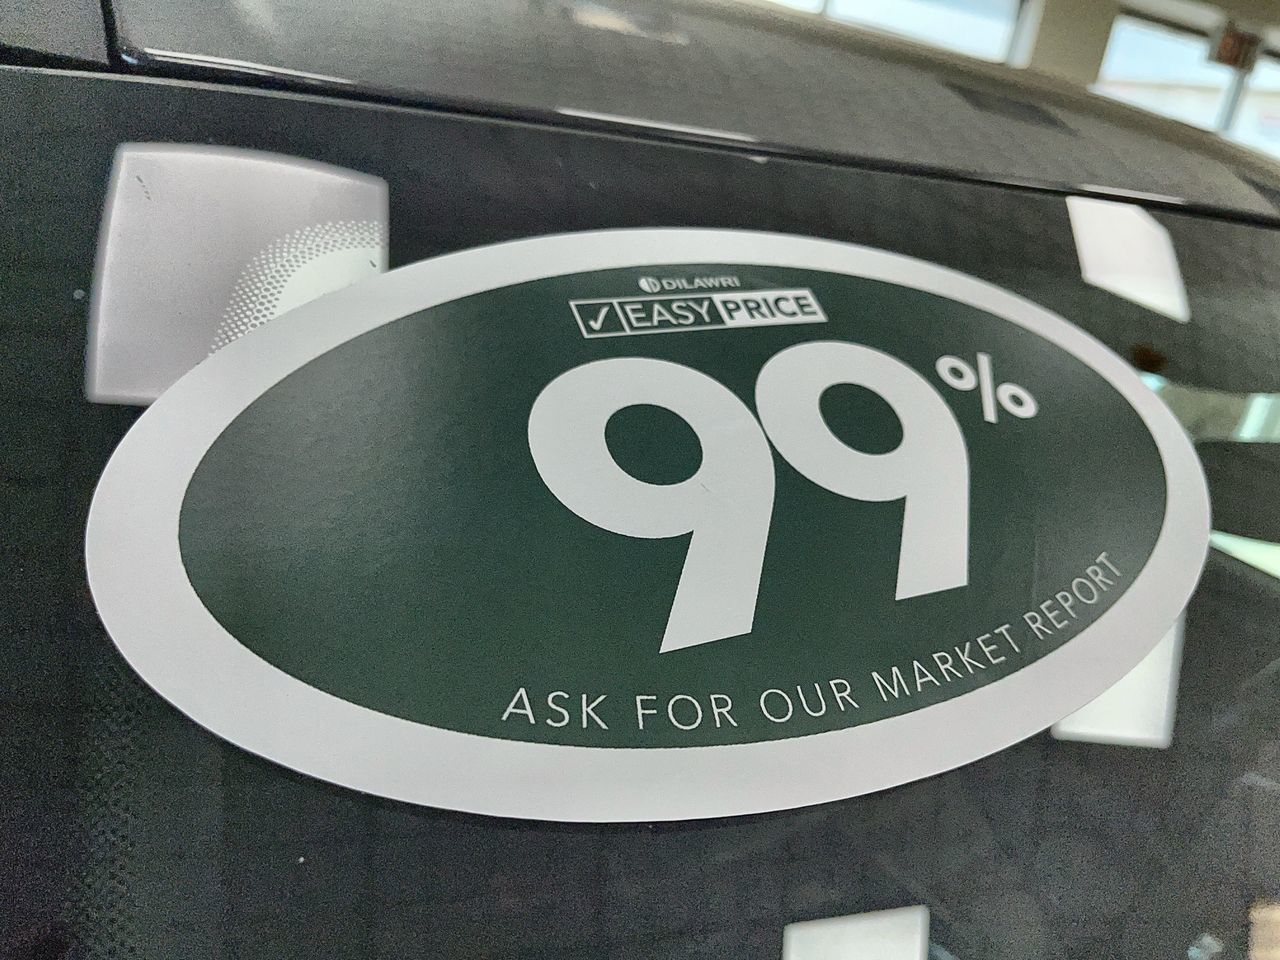 DILAWRI
✓ EASY PRICE
99%
ASK FOR OUR MARKET REPORT